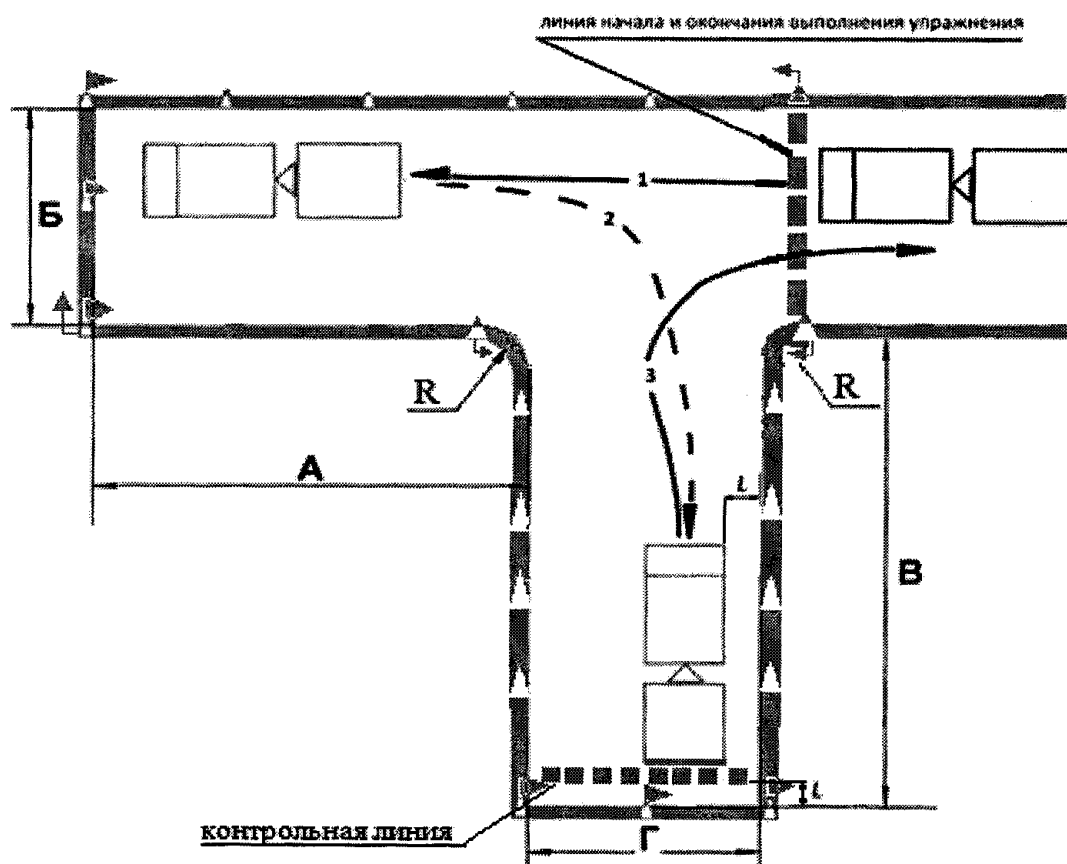 линия начала и окончания выполнения упражнения
1
2
Б
3
R
R
А
L
В
L
контрольная линия
Г